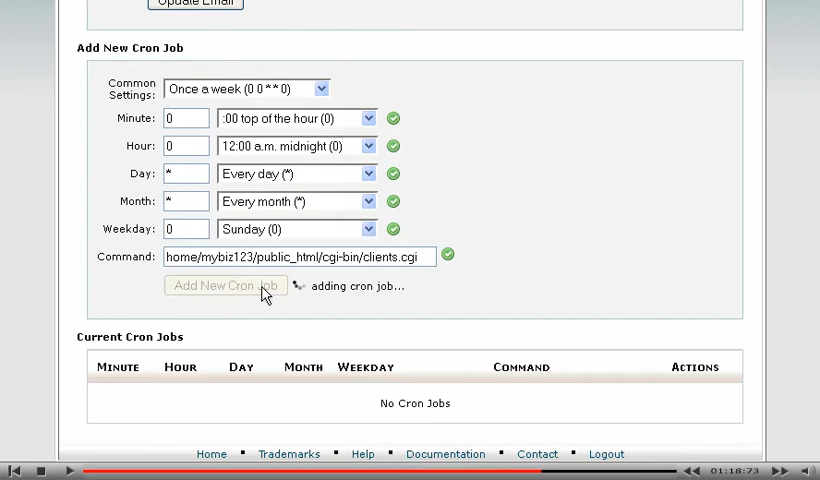 Update Email
Add New Cron Job
Common Settings: Once a week (0 0 * * 0)
Minute: 0 :00 top of the hour (0)
Hour: 0 12:00 a.m. midnight (0)
Day: * Every day (*)
Month: * Every month (*)
Weekday: 0 Sunday (0)
Command: home/mybiz123/public_html/cgi-bin/clients.cgi
Add New Cron Job adding cron job...
Current Cron Jobs
Minute Hour Day Month Weekday Command Actions
No Cron Jobs
Home ▪ Trademarks ▪ Help ▪ Documentation ▪ Contact ▪ Logout
01:18:73